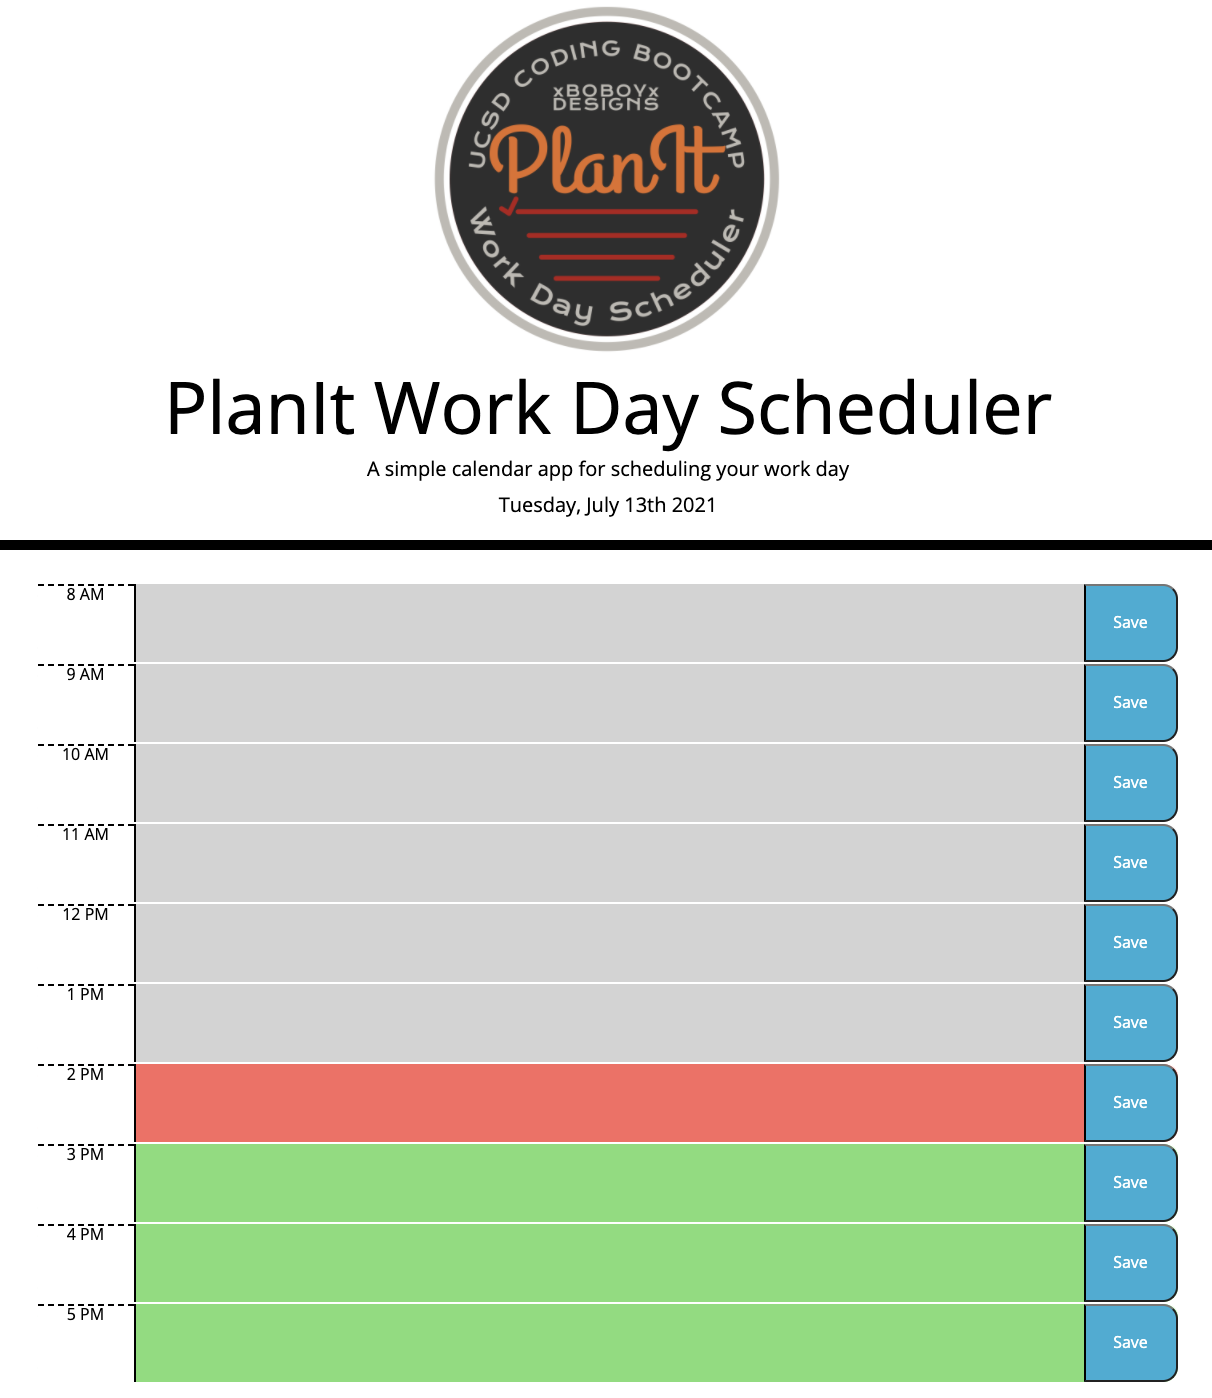 UCSD CODING BOOTCAMP
xBOBOYx
DESIGNS
PlanIt
Work Day Scheduler
PlanIt Work Day Scheduler
A simple calendar app for scheduling your work day
Tuesday, July 13th 2021
8 AM Save
9 AM Save
10 AM Save
11 AM Save
12 PM Save
1 PM Save
2 PM Save
3 PM Save
4 PM Save
5 PM Save